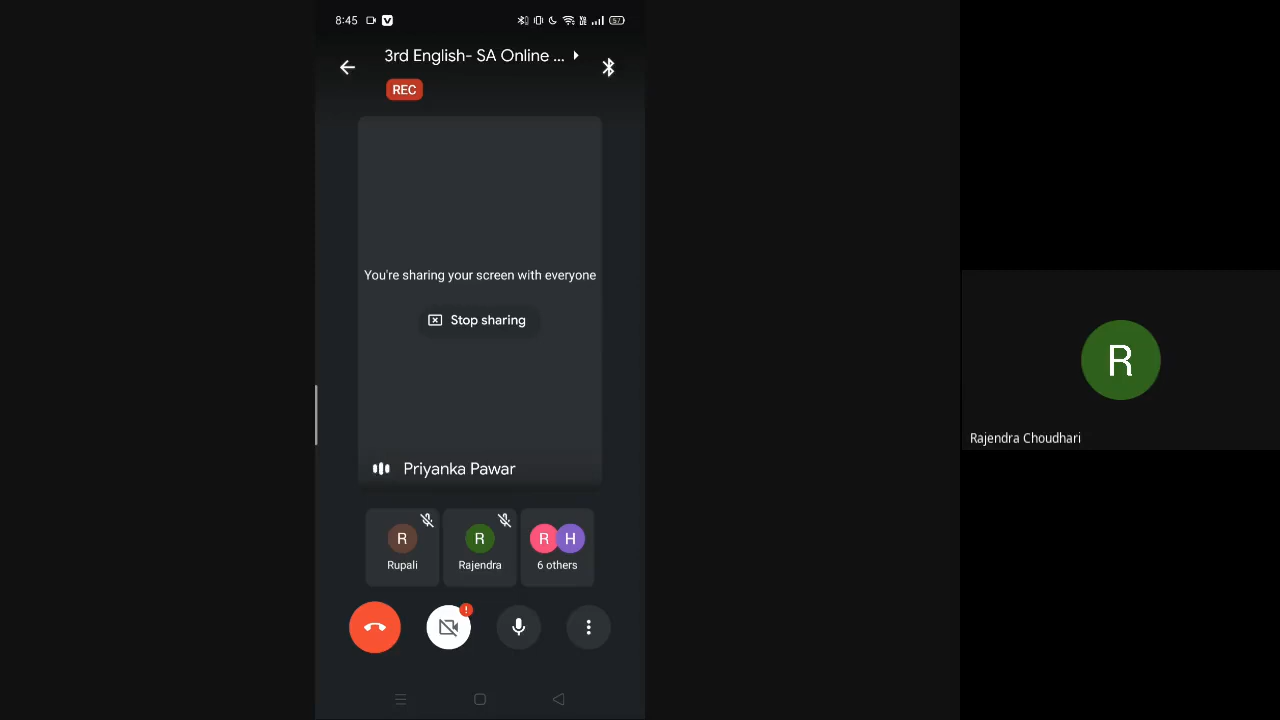 8:45
3rd English- SA Online ...
REC
You're sharing your screen with everyone
Stop sharing
Priyanka Pawar
R
Rupali
R
Rajendra
R H
6 others
R
Rajendra Choudhari